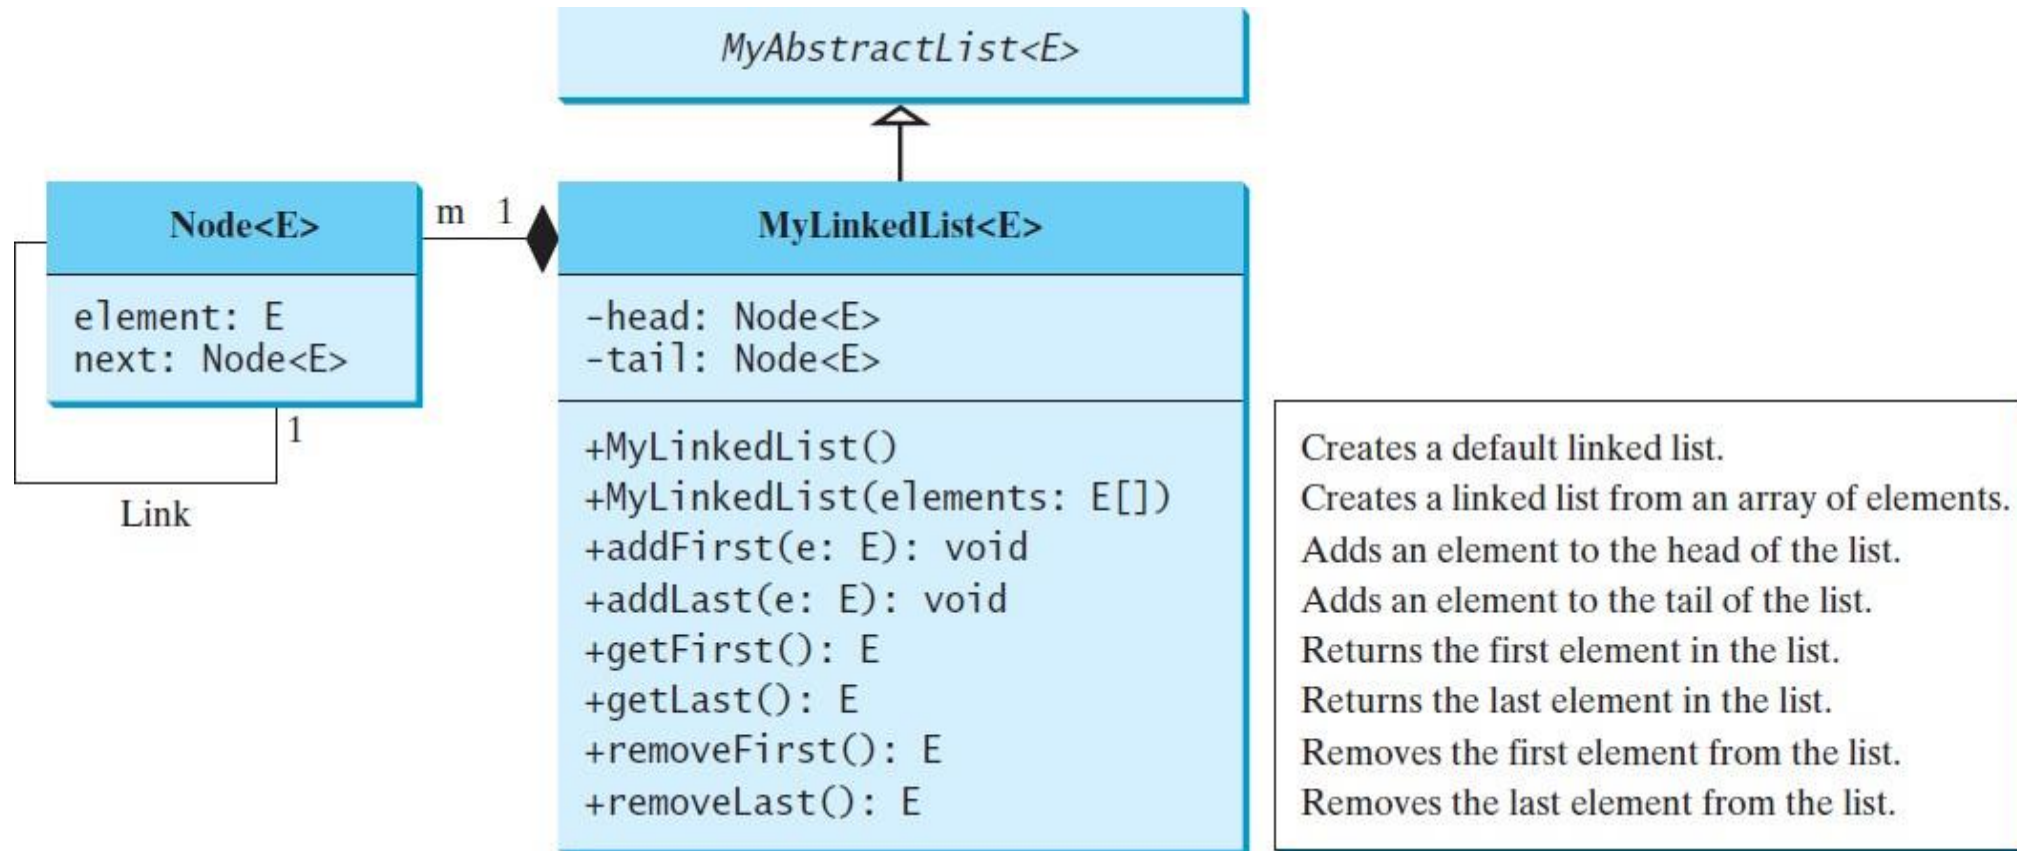 MyAbstractList<E>
Node<E>
m 1
MyLinkedList<E>
element: E
next: Node<E>
-head: Node<E>
-tail: Node<E>
1
Link
+MyLinkedList()
Creates a default linked list.
+MyLinkedList(elements: E[])
Creates a linked list from an array of elements.
+addFirst(e: E): void
Adds an element to the head of the list.
+addLast(e: E): void
Adds an element to the tail of the list.
+getFirst(): E
Returns the first element in the list.
+getLast(): E
Returns the last element in the list.
+removeFirst(): E
Removes the first element from the list.
+removeLast(): E
Removes the last element from the list.